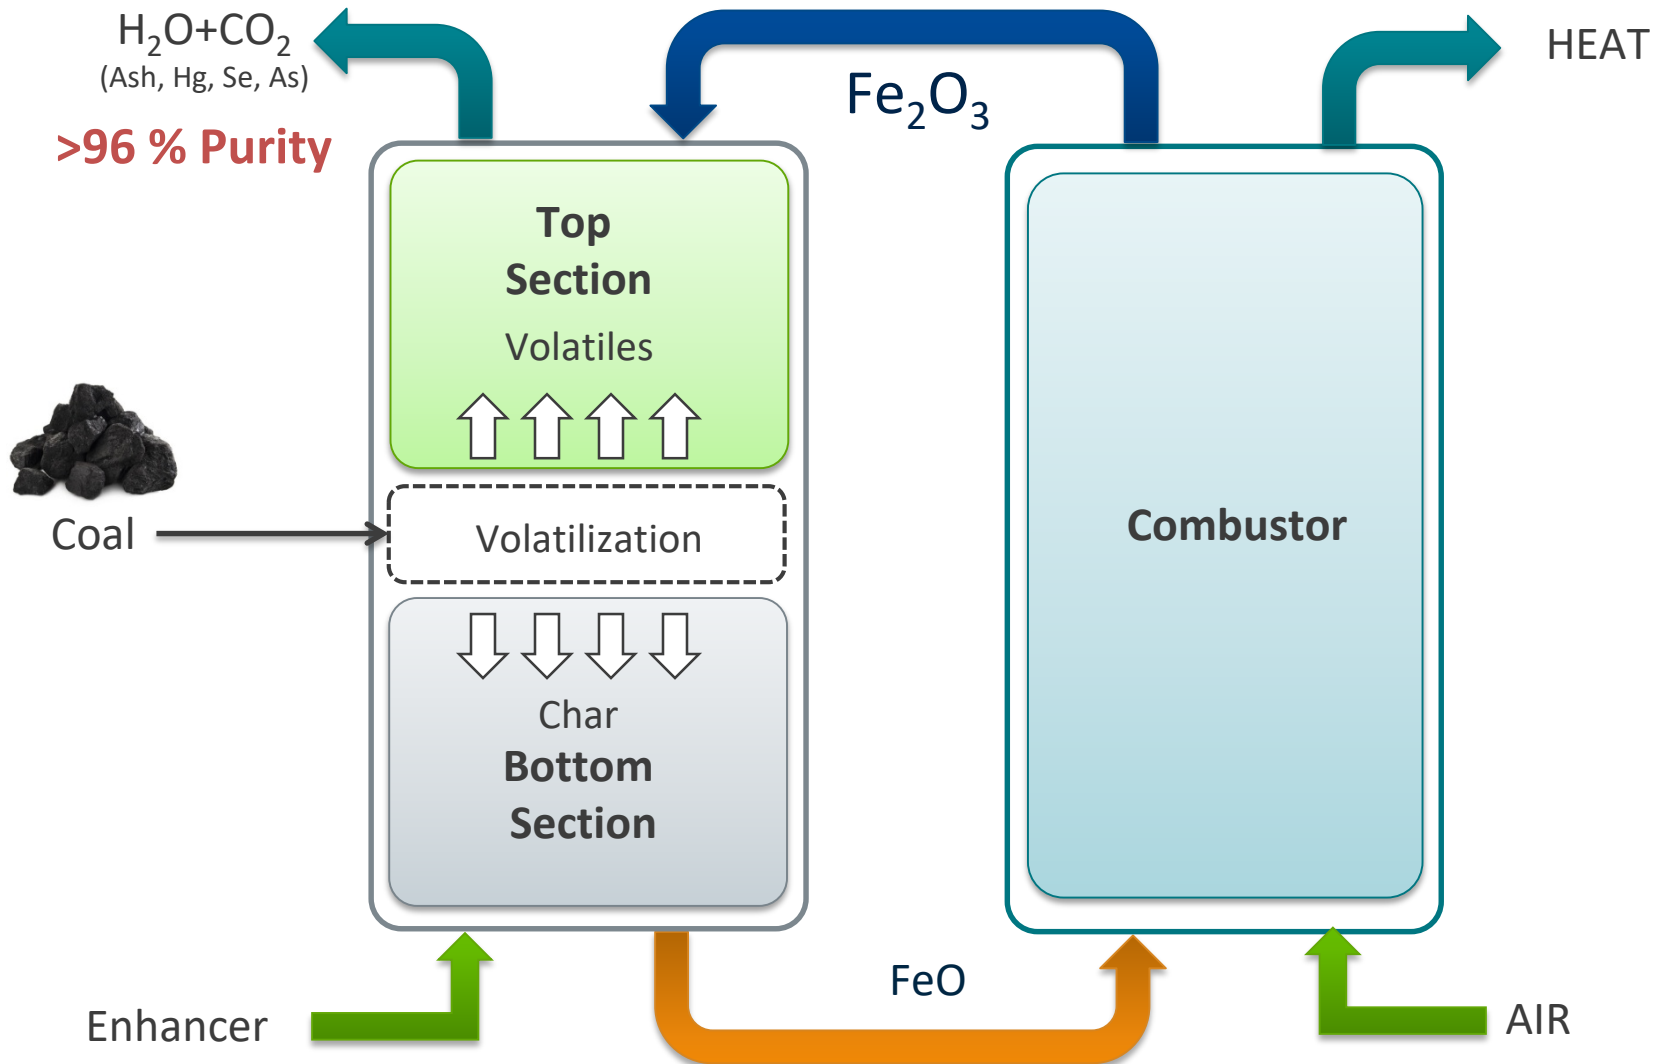 H₂O+CO₂
(Ash, Hg, Se, As)
>96 % Purity
Fe₂O₃
HEAT
Top
Section
Volatiles
Coal
Volatilization
Combustor
Char
Bottom
Section
Enhancer
FeO
AIR